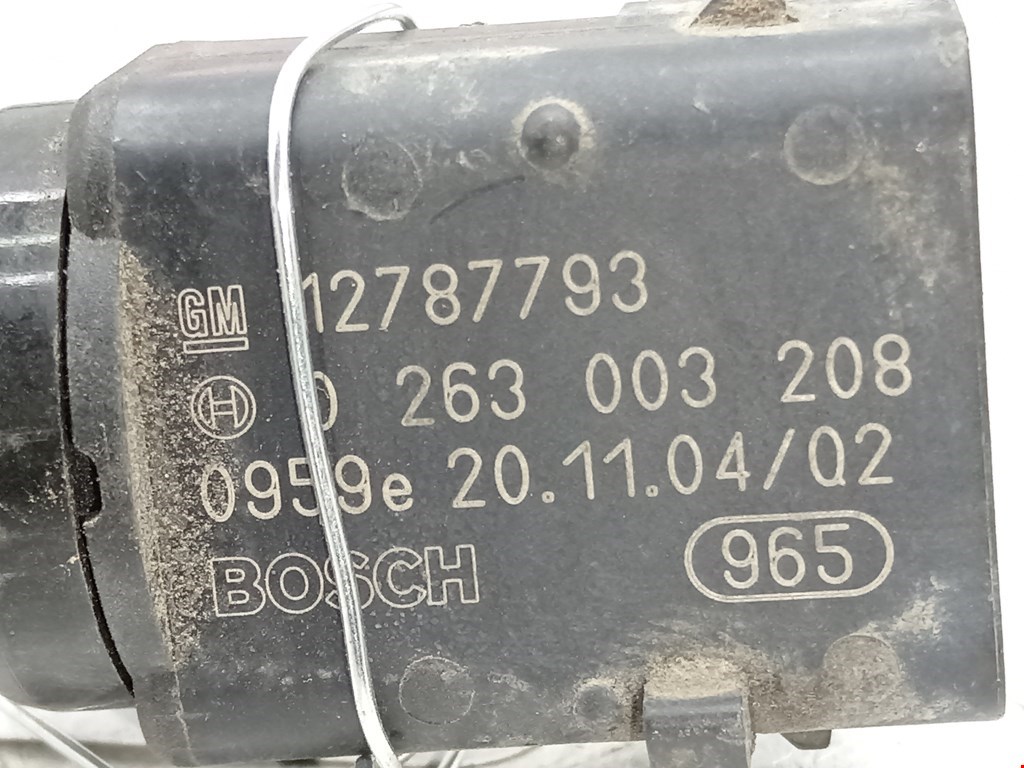 GM 12787793
0 263 003 208
0959e 20.11.04/Q2
BOSCH 965